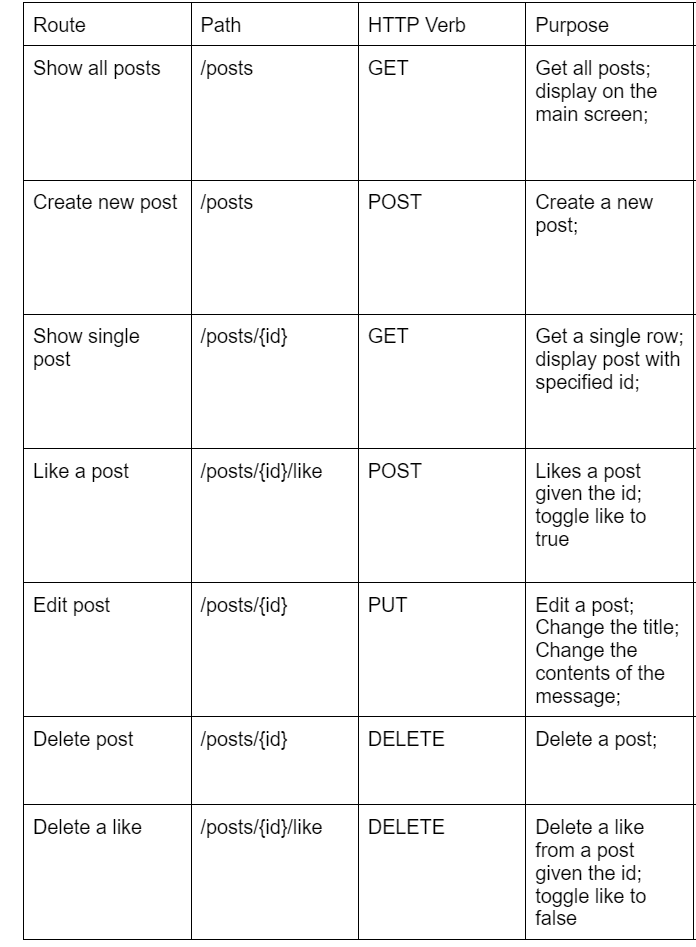 Route Path HTTP Verb Purpose
Show all posts /posts GET Get all posts;
display on the
main screen;
Create new post /posts POST Create a new
post;
Show single /posts/{id} GET Get a single row;
post display post with
specified id;
Like a post /posts/{id}/like POST Likes a post
given the id;
toggle like to
true
Edit post /posts/{id} PUT Edit a post;
Change the title;
Change the
contents of the
message;
Delete post /posts/{id} DELETE Delete a post;
Delete a like /posts/{id}/like DELETE Delete a like
from a post
given the id;
toggle like to
false